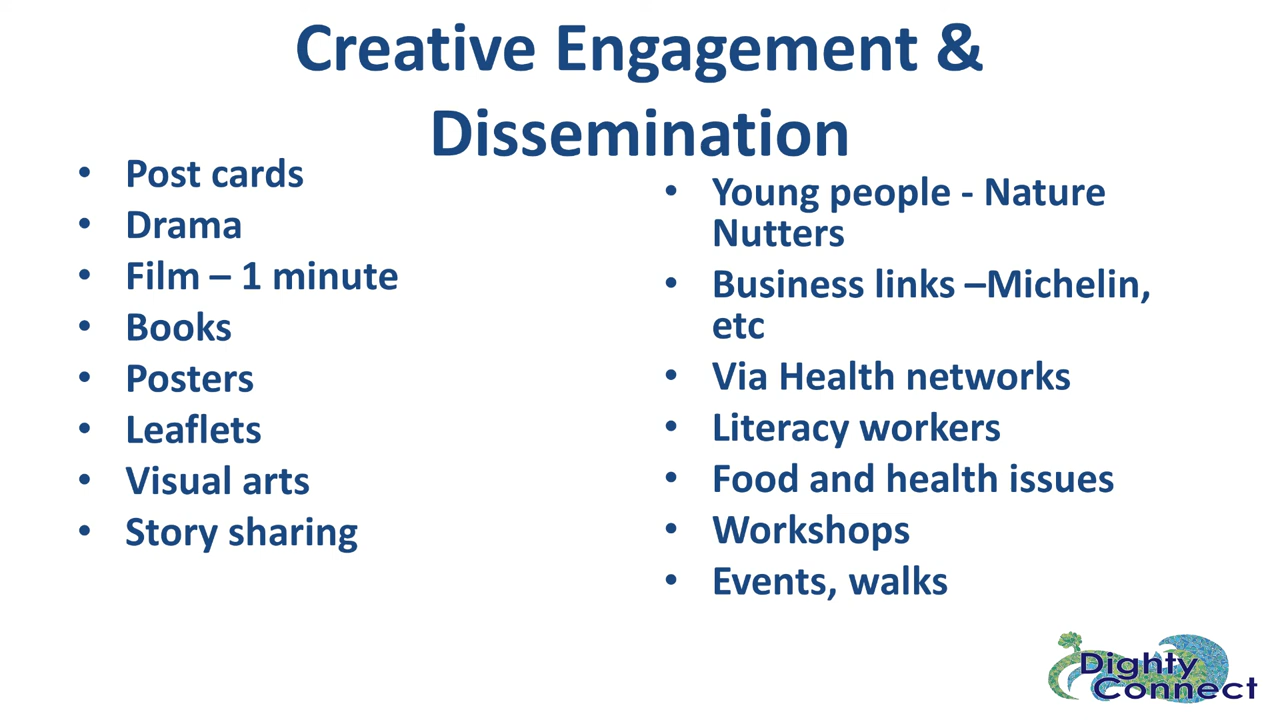 Creative Engagement &
Dissemination
• Post cards
• Drama
• Film – 1 minute
• Books
• Posters
• Leaflets
• Visual arts
• Story sharing
• Young people - Nature
Nutters
• Business links –Michelin,
etc
• Via Health networks
• Literacy workers
• Food and health issues
• Workshops
• Events, walks
Dighty
Connect